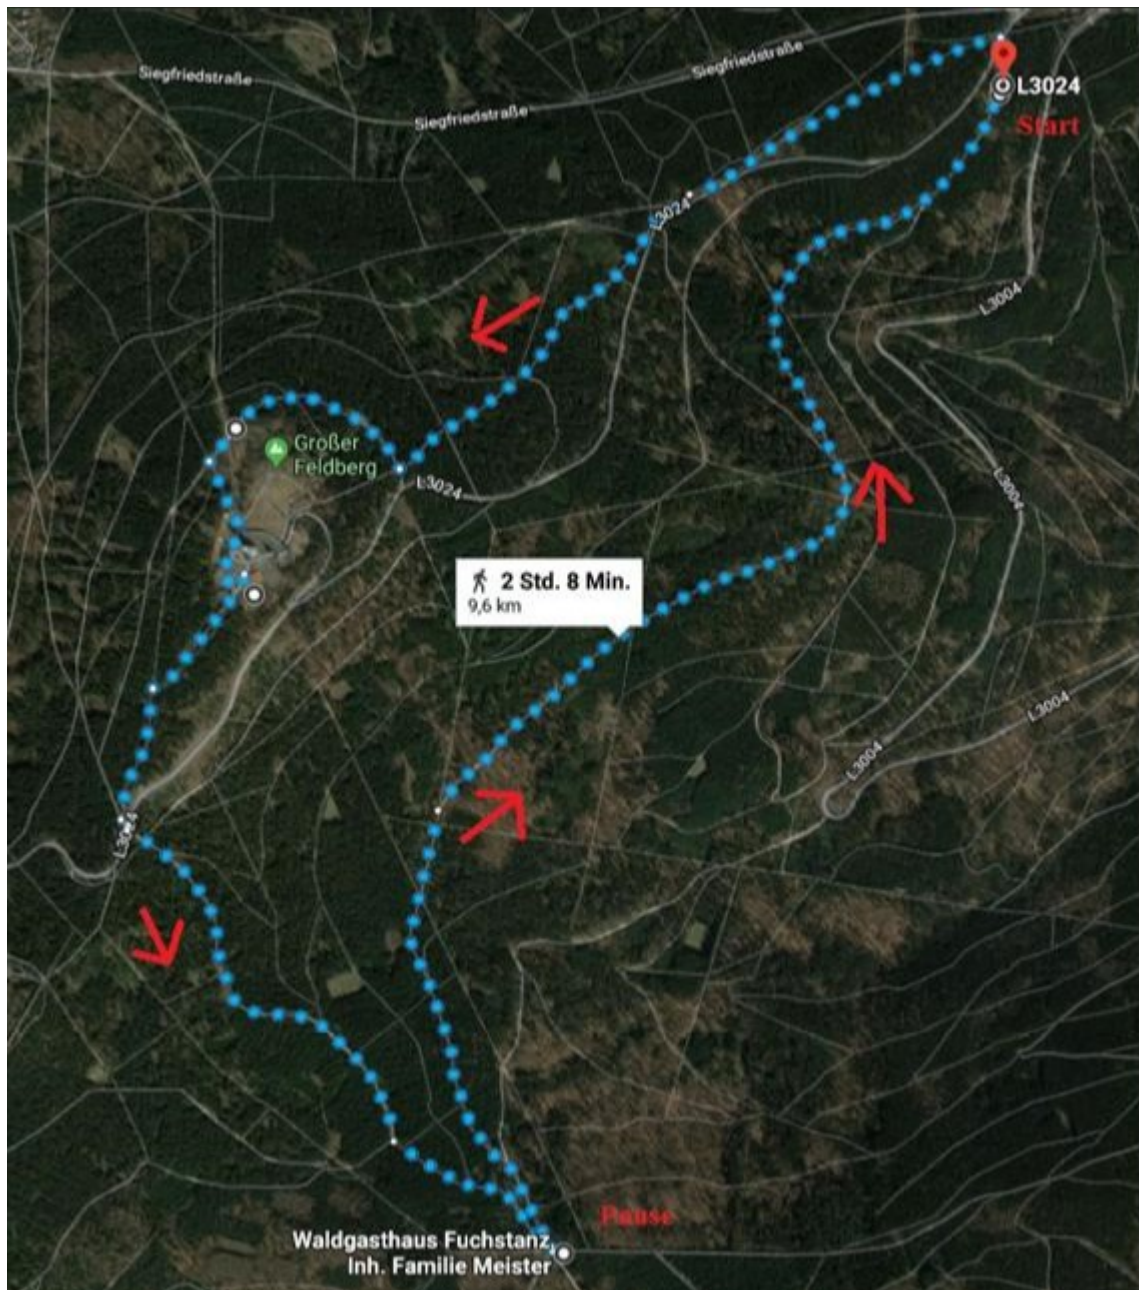 Siegfriedstraße
Siegfriedstraße
Siegfriedstraße
L3024
Start
L3024
L3004
Großer
Feldberg
L3024
L3004
2 Std. 8 Min.
9,6 km
L3004
L3004
L3024
Pause
Waldgasthaus Fuchstanz,
Inh. Familie Meister